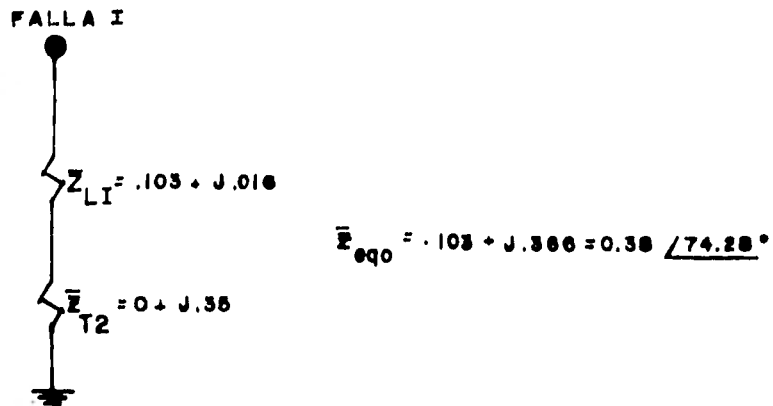 FALLA I
Z̄LI = .103 + J .016
Z̄eqo = .103 + J.366 = 0.38 /74.28°
Z̄T2 = 0 + J.35